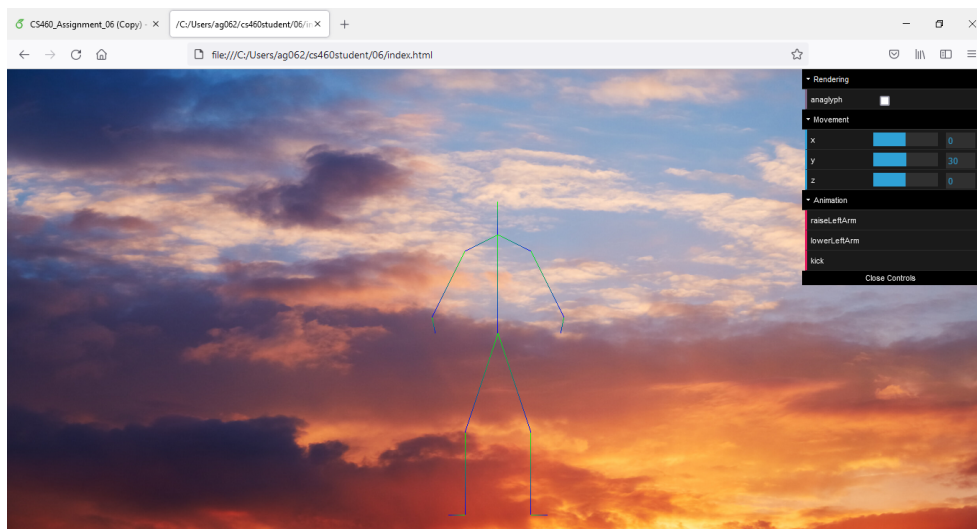 CS460_Assignment_06 (Copy) -
/C:/Users/ag062/cs460student/06/in
file:///C:/Users/ag062/cs460student/06/index.html
Rendering
anaglyph
Movement
x 0
y 30
z 0
Animation
raiseLeftArm
lowerLeftArm
kick
Close Controls